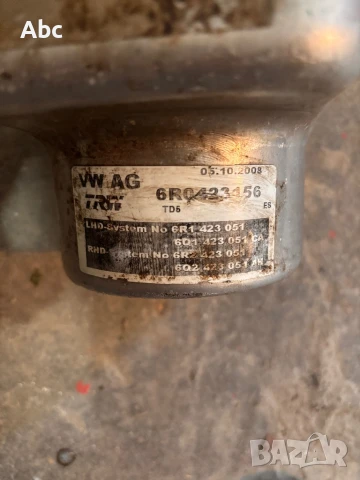 Abc
05.10.2008
VW AG 6R0423156
TRW TD6 ES
LHD-System No 6R1 423 051
6Q1 423 051
RHD-System No 6R2 423 051
6Q2 423 051
BAZAR